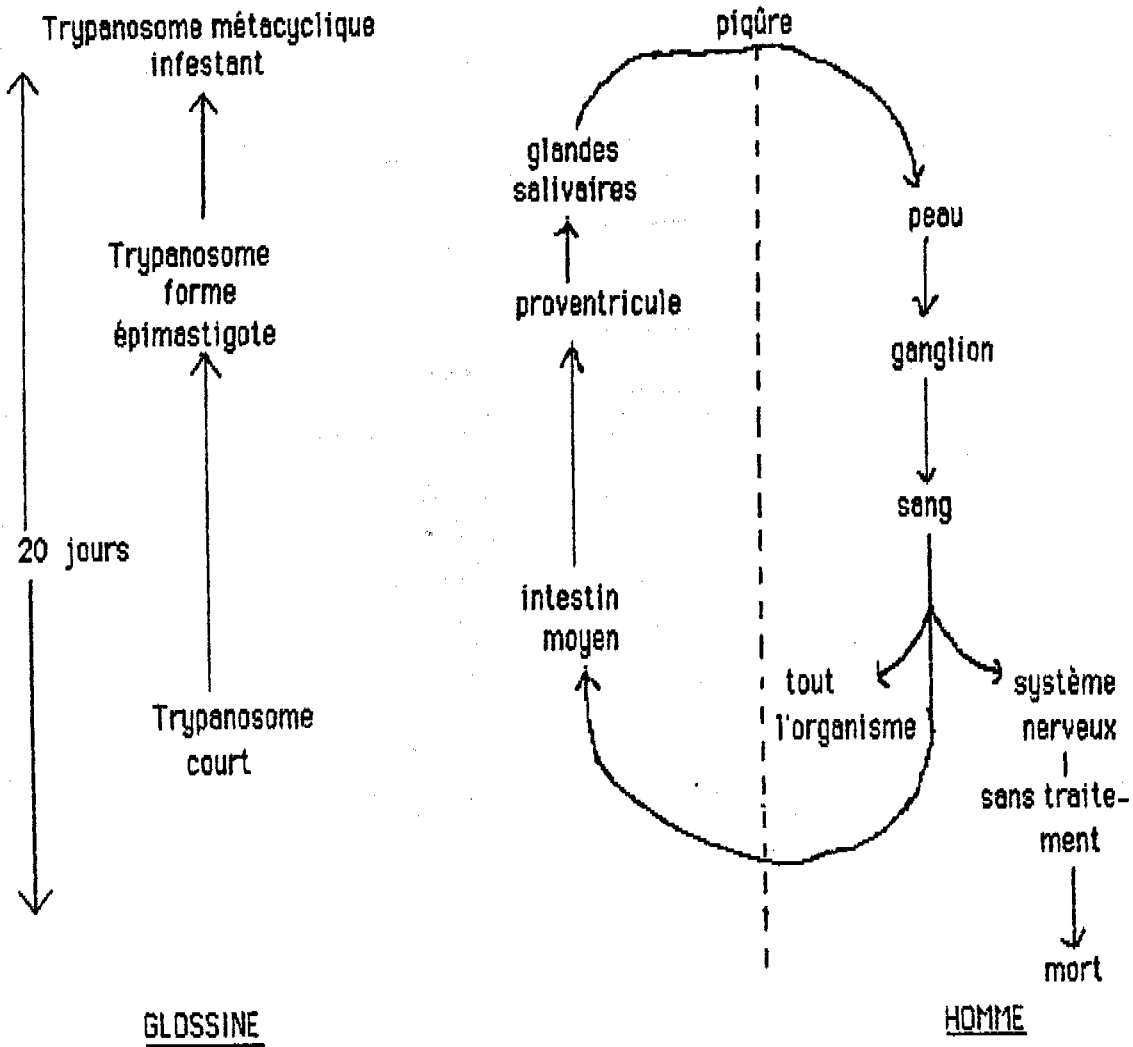 Trypanosome métacyclique
infestant
Trypanosome
forme
épimastigote
20 jours
Trypanosome
court
piqûre
glandes
salivaires
proventricule
intestin
moyen
peau
ganglion
sang
tout
l'organisme
système
nerveux
sans traite-
ment
mort
GLOSSINE
HOMME